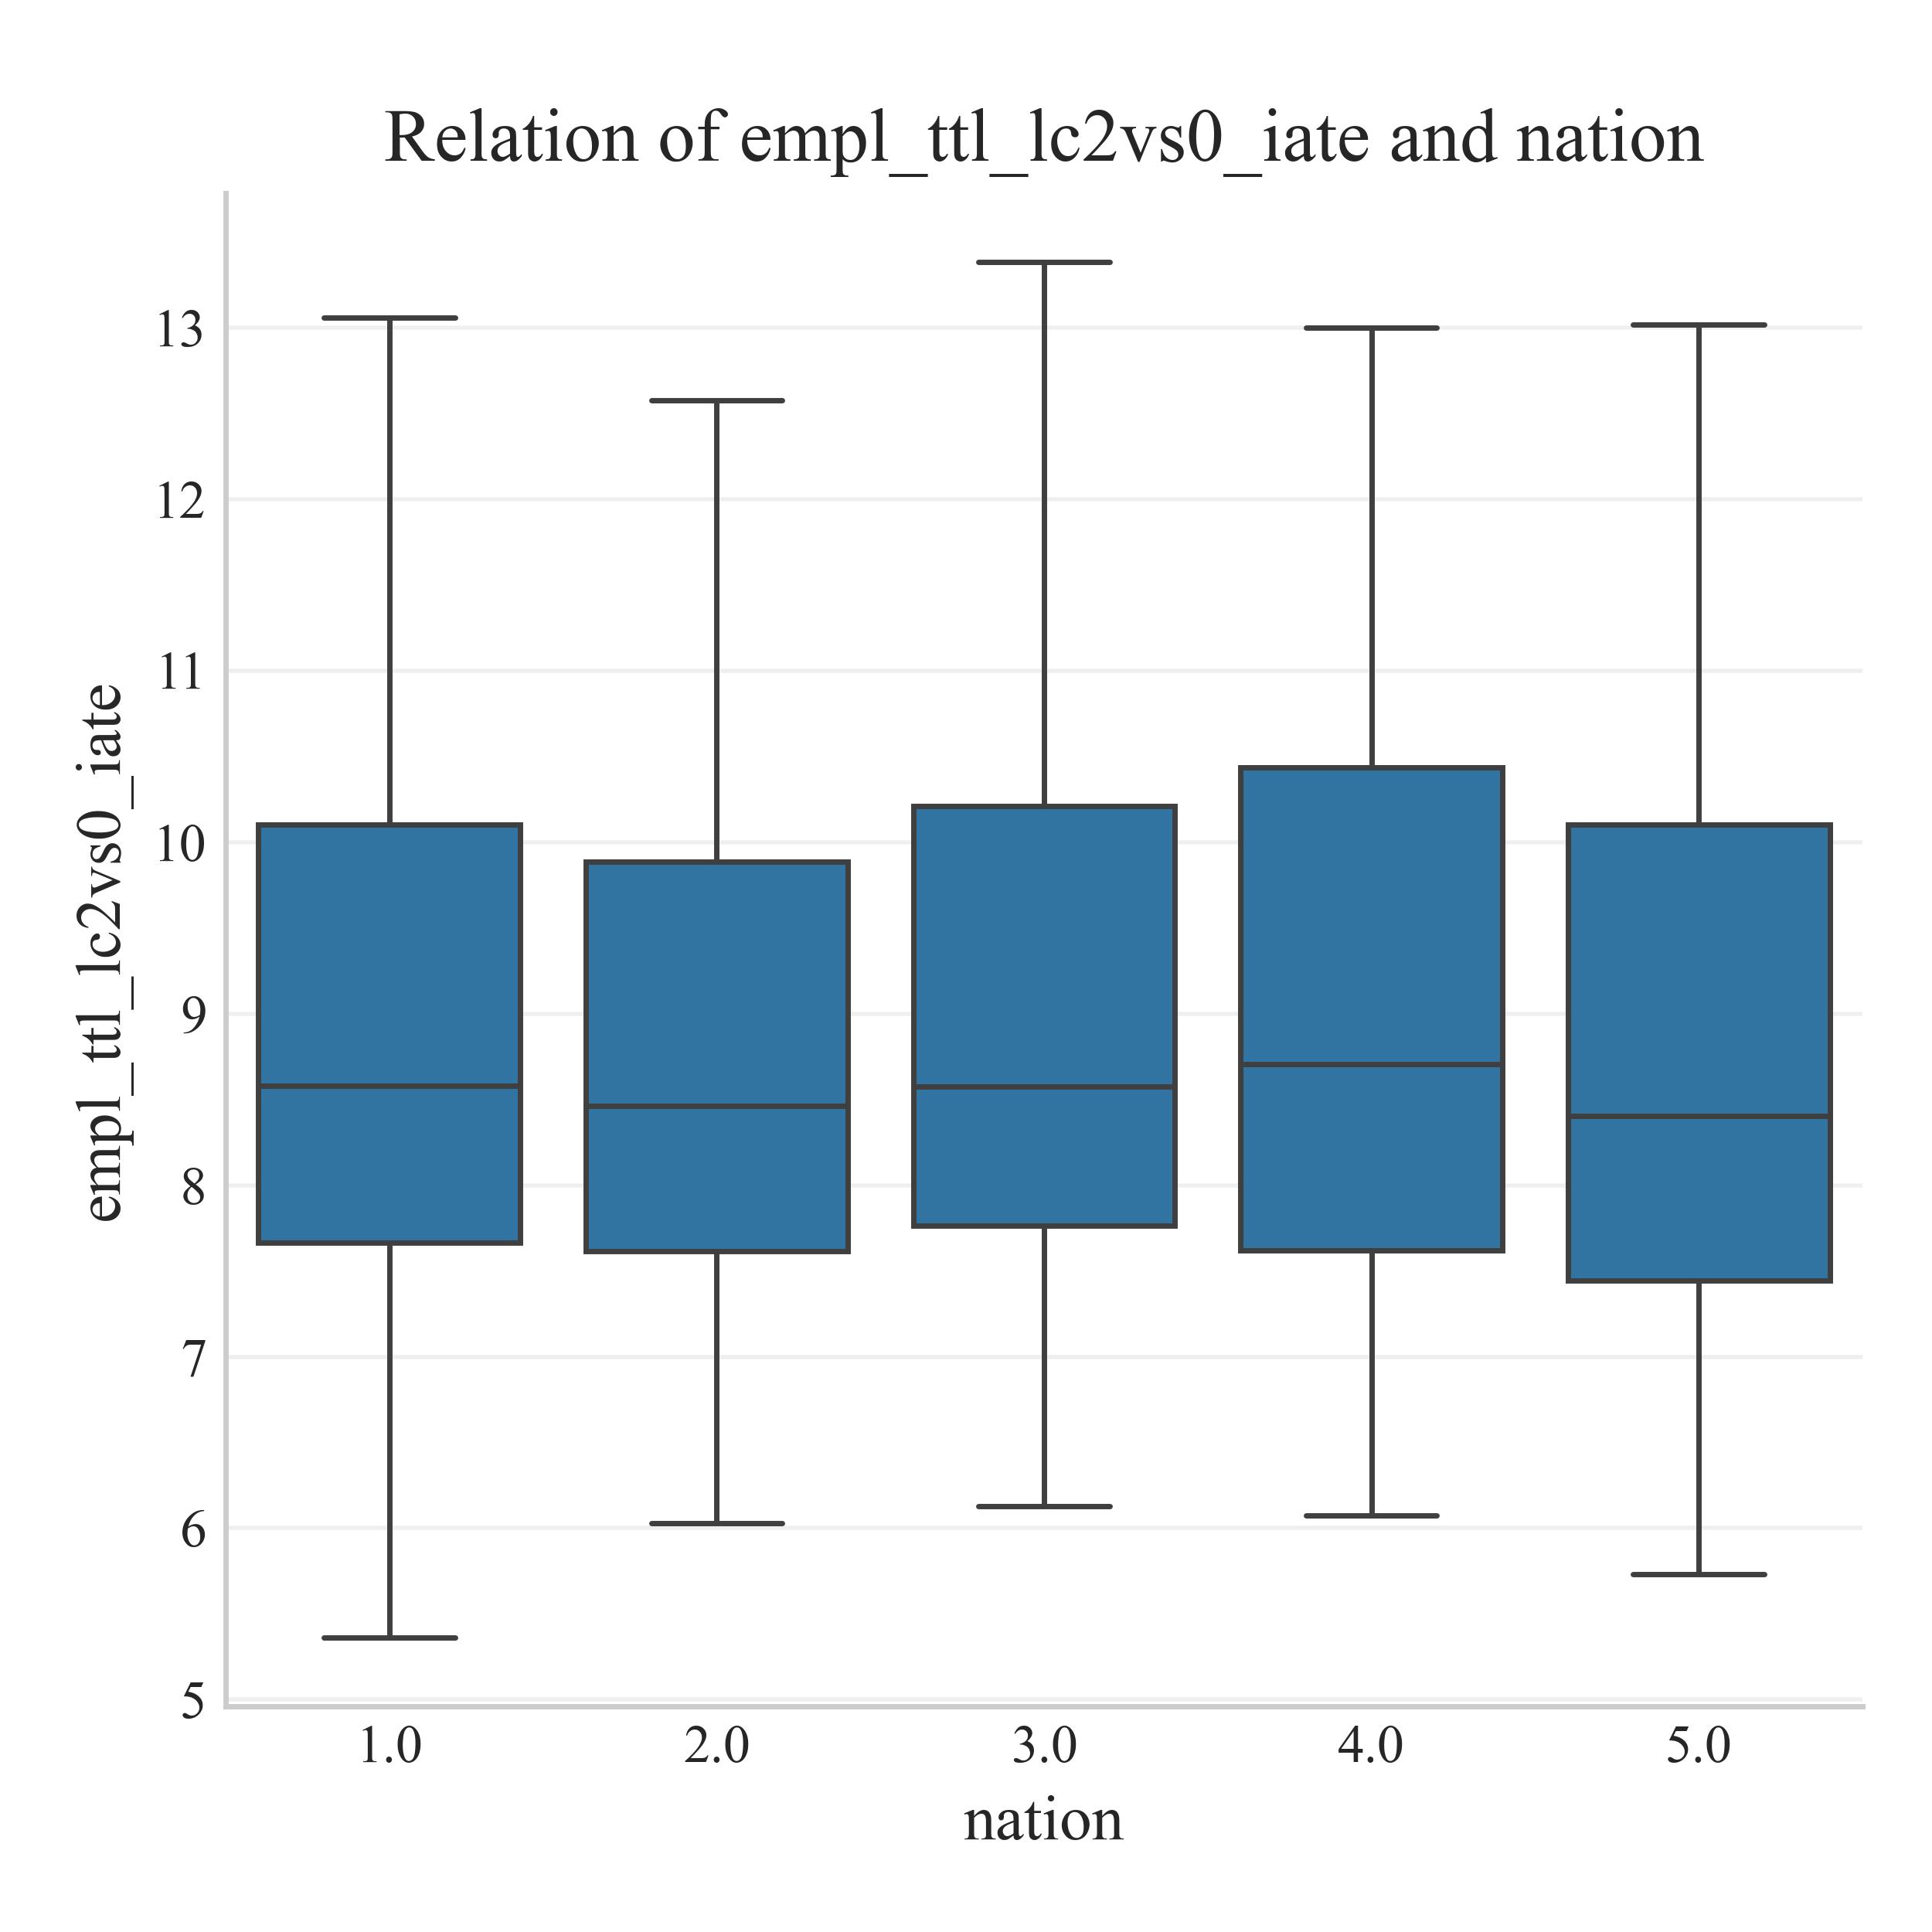 Relation of empl_ttl_lc2vs0_iate and nation
empl_ttl_lc2vs0_iate
13
12
11
10
9
8
7
6
5
1.0 2.0 3.0 4.0 5.0
nation